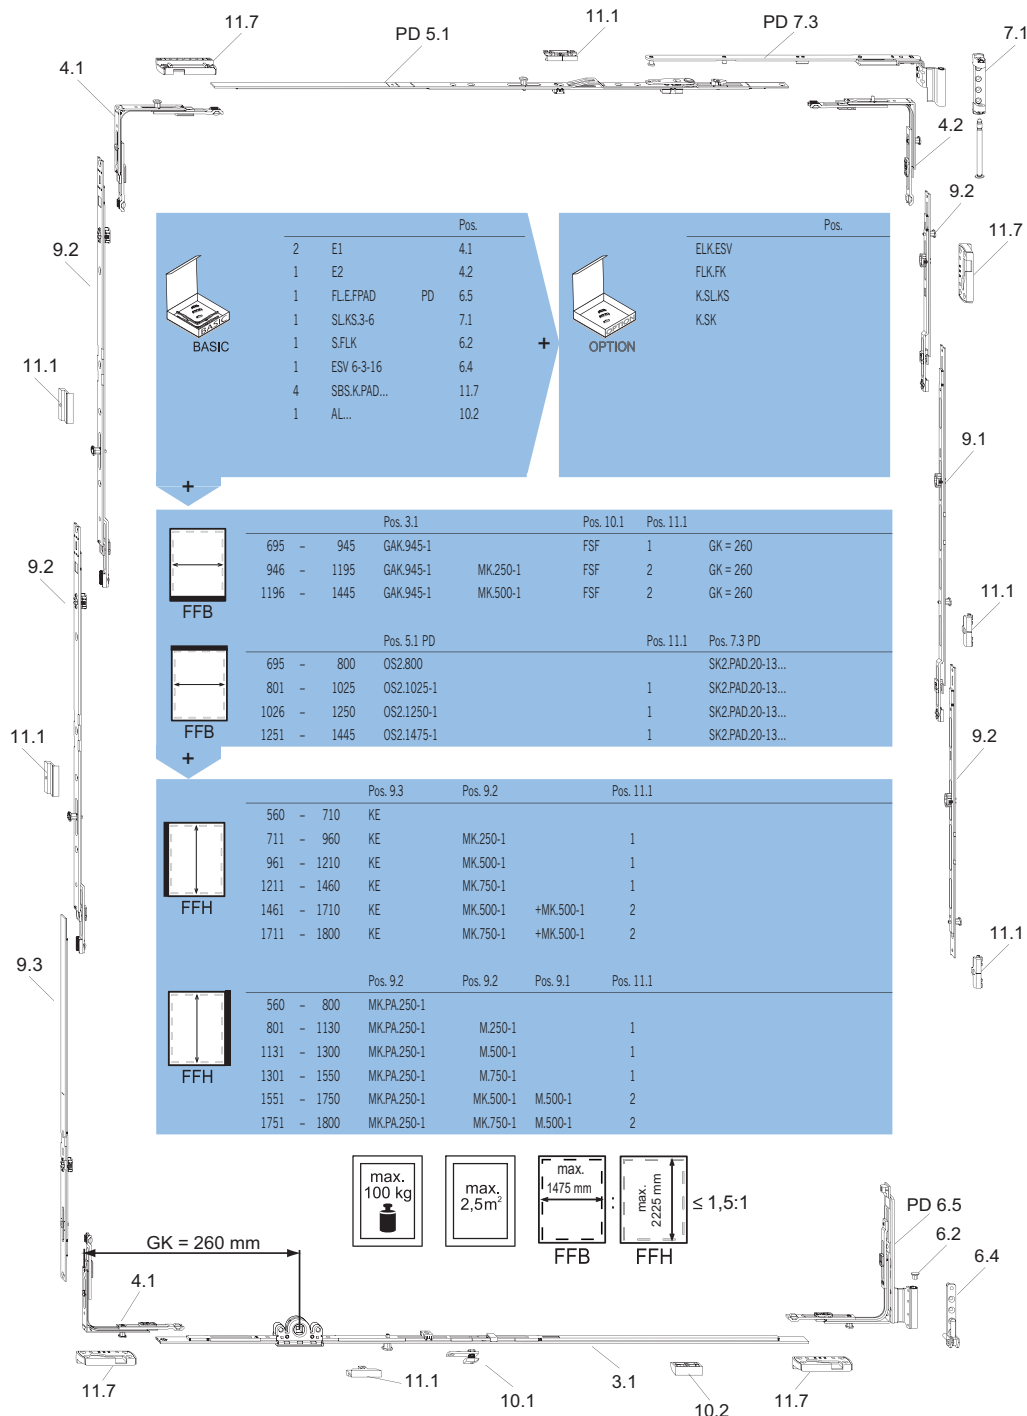 11.7
PD 5.1
11.1
PD 7.3
7.1
4.1
4.2
9.2
9.2
11.7
Pos.
2 E1 4.1
1 E2 4.2
1 FL.E.FPAD PD 6.5
1 SL.KS.3-6 7.1
1 S.FLK 6.2
1 ESV 6-3-16 6.4
4 SBS.K.PAD... 11.7
1 AL... 10.2
BASIC
BASIC
+
Pos.
ELK.ESV
FLK.FK
K.SL.KS
K.SK
OPTION
OPTION
11.1
9.1
+
9.2
11.1
Pos. 3.1 Pos. 10.1 Pos. 11.1
695 – 945 GAK.945-1 FSF 1 GK = 260
946 – 1195 GAK.945-1 MK.250-1 FSF 2 GK = 260
1196 – 1445 GAK.945-1 MK.500-1 FSF 2 GK = 260
FFB
Pos. 5.1 PD Pos. 11.1 Pos. 7.3 PD
695 – 800 OS2.800 SK2.PAD.20-13...
801 – 1025 OS2.1025-1 1 SK2.PAD.20-13...
1026 – 1250 OS2.1250-1 1 SK2.PAD.20-13...
1251 – 1445 OS2.1475-1 1 SK2.PAD.20-13...
FFB
11.1
9.2
+
Pos. 9.3 Pos. 9.2 Pos. 11.1
560 – 710 KE
711 – 960 KE MK.250-1 1
961 – 1210 KE MK.500-1 1
1211 – 1460 KE MK.750-1 1
1461 – 1710 KE MK.500-1 +MK.500-1 2
1711 – 1800 KE MK.750-1 +MK.500-1 2
FFH
9.3
11.1
Pos. 9.2 Pos. 9.2 Pos. 9.1 Pos. 11.1
560 – 800 MK.PA.250-1
801 – 1130 MK.PA.250-1 M.250-1 1
1131 – 1300 MK.PA.250-1 M.500-1 1
1301 – 1550 MK.PA.250-1 M.750-1 1
1551 – 1750 MK.PA.250-1 MK.500-1 M.500-1 2
1751 – 1800 MK.PA.250-1 MK.750-1 M.500-1 2
FFH
max.
100 kg
max.
2,5m²
max.
1475 mm
FFB
:
max.
2225 mm
FFH
≤ 1,5:1
PD 6.5
6.2
6.4
GK = 260 mm
4.1
11.7
11.1
10.1
3.1
10.2
11.7